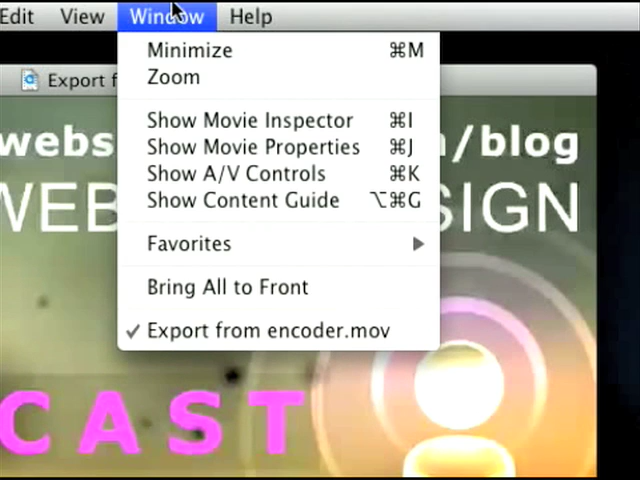 Edit View Window Help
Minimize ⌘M
Zoom
Export f
Show Movie Inspector ⌘I
Show Movie Properties ⌘J
Show A/V Controls ⌘K
Show Content Guide ⌥⌘G
webs n/blog
WEB SIGN
Favorites
Bring All to Front
✓ Export from encoder.mov
CAST